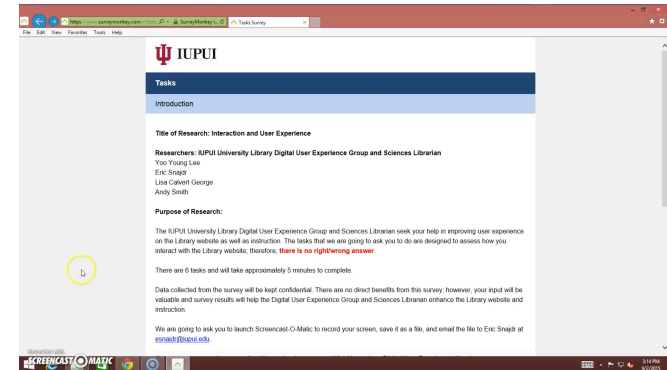 https://www.surveymonkey.com
SurveyMonkey I...
Tasks Survey
File Edit View Favorites Tools Help
IUPUI
Tasks
Introduction
Title of Research: Interaction and User Experience
Researchers: IUPUI University Library Digital User Experience Group and Sciences Librarian
Yoo Young Lee
Eric Snajdr
Lisa Calvert George
Andy Smith
Purpose of Research:
The IUPUI University Library Digital User Experience Group and Sciences Librarian seek your help in improving user experience
on the Library website as well as instruction. The tasks that we are going to ask you to do are designed to assess how you
interact with the Library website; therefore, there is no right/wrong answer.
There are 6 tasks and will take approximately 5 minutes to complete.
Data collected from the survey will be kept confidential. There are no direct benefits from this survey; however, your input will be
valuable and survey results will help the Digital User Experience Group and Sciences Librarian enhance the Library website and
instruction.
We are going to ask you to launch Screencast-O-Matic to record your screen, save it as a file, and email the file to Eric Snajdr at
esnajdr@iupui.edu.
Recorded with
SCREENCAST-O-MATIC
3:14 PM
9/2/2015